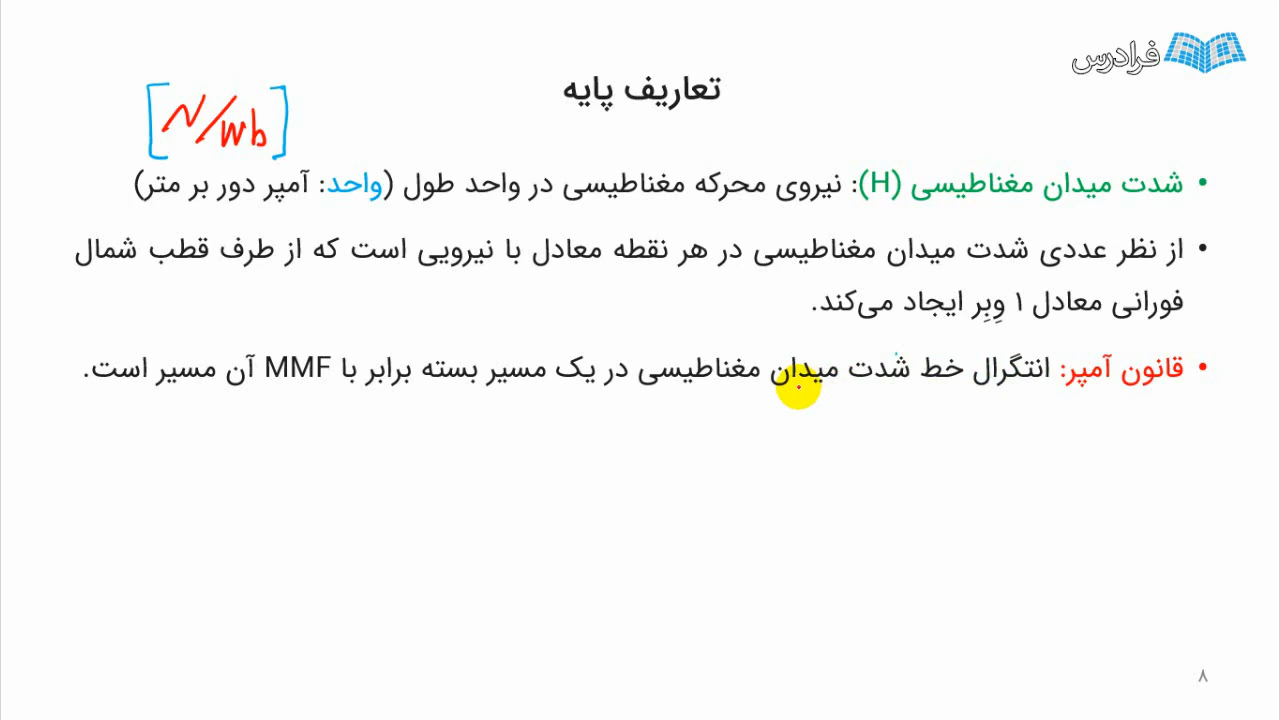 فرادرس
تعاریف پایه
[N/Wb]
• شدت میدان مغناطیسی (H): نیروی محرکه مغناطیسی در واحد طول (واحد: آمپر دور بر متر)
• از نظر عددی شدت میدان مغناطیسی در هر نقطه معادل با نیرویی است که از طرف قطب شمال
فورانی معادل ۱ وِبِر ایجاد می‌کند.
• قانون آمپر: انتگرال خط شدت میدان مغناطیسی در یک مسیر بسته برابر با MMF آن مسیر است.
۸